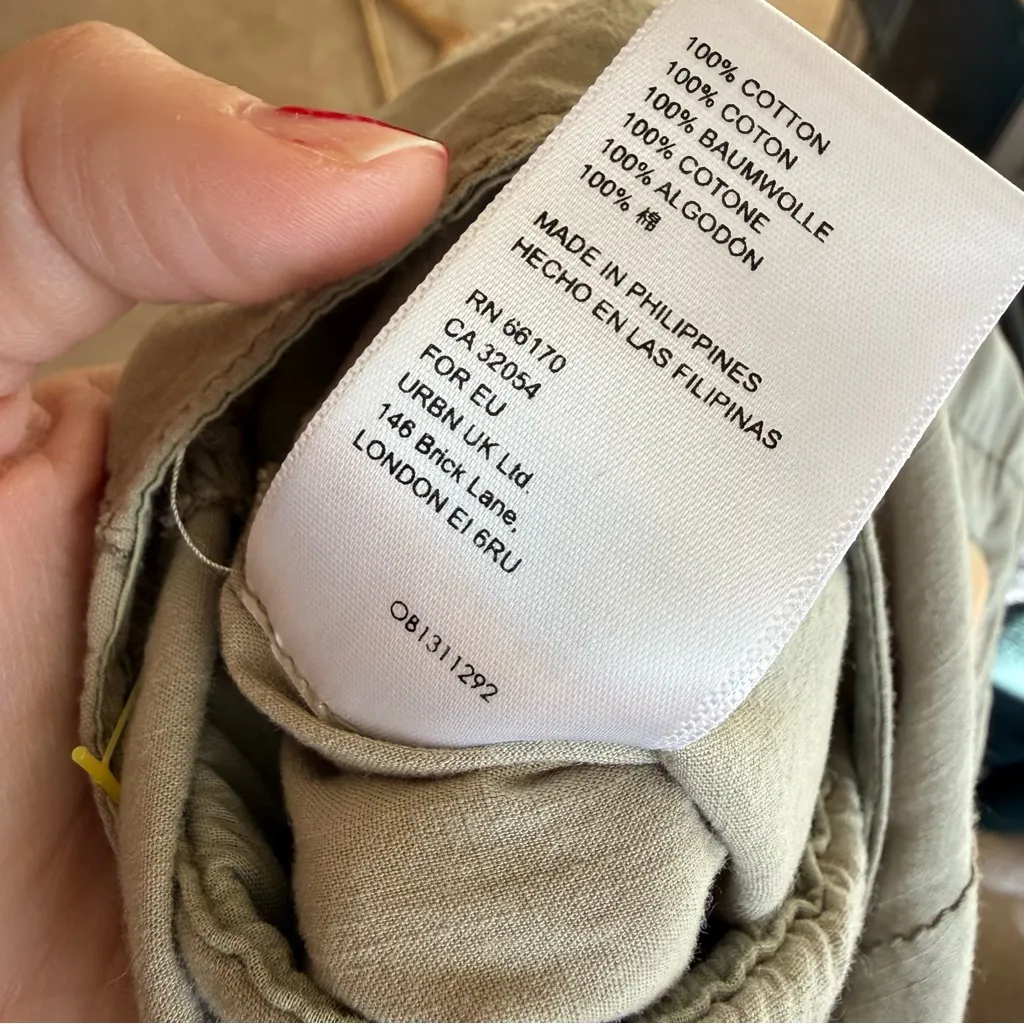 100% COTTON
100% COTON
100% BAUMWOLLE
100% COTONE
100% ALGODÓN
100% 棉
MADE IN PHILIPPINES
HECHO EN LAS FILIPINAS
RN 66170
CA 32054
FOR EU
URBN UK Ltd.
146 Brick Lane,
LONDON E1 6RU
OB1311292